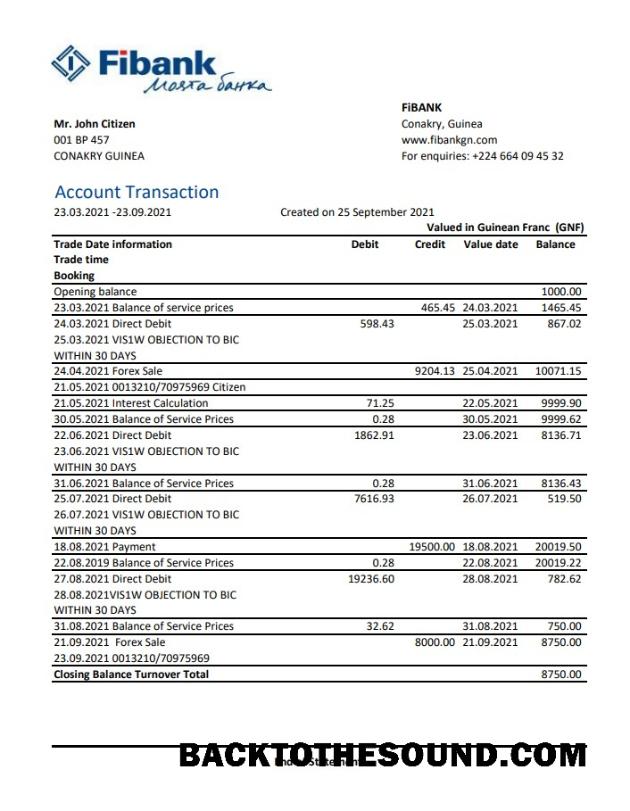 Fibank
Моята банка
FiBANK
Mr. John Citizen
Conakry, Guinea
001 BP 457
www.fibankgn.com
CONAKRY GUINEA
For enquiries: +224 664 09 45 32
Account Transaction
23.03.2021 -23.09.2021 Created on 25 September 2021
Valued in Guinean Franc (GNF)
Trade Date information Debit Credit Value date Balance
Trade time
Booking
Opening balance 1000.00
23.03.2021 Balance of service prices 465.45 24.03.2021 1465.45
24.03.2021 Direct Debit 598.43 25.03.2021 867.02
25.03.2021 VIS1W OBJECTION TO BIC
WITHIN 30 DAYS
24.04.2021 Forex Sale 9204.13 25.04.2021 10071.15
21.05.2021 0013210/70975969 Citizen
21.05.2021 Interest Calculation 71.25 22.05.2021 9999.90
30.05.2021 Balance of Service Prices 0.28 30.05.2021 9999.62
22.06.2021 Direct Debit 1862.91 23.06.2021 8136.71
23.06.2021 VIS1W OBJECTION TO BIC
WITHIN 30 DAYS
31.06.2021 Balance of Service Prices 0.28 31.06.2021 8136.43
25.07.2021 Direct Debit 7616.93 26.07.2021 519.50
26.07.2021 VIS1W OBJECTION TO BIC
WITHIN 30 DAYS
18.08.2021 Payment 19500.00 18.08.2021 20019.50
22.08.2019 Balance of Service Prices 0.28 22.08.2021 20019.22
27.08.2021 Direct Debit 19236.60 28.08.2021 782.62
28.08.2021VIS1W OBJECTION TO BIC
WITHIN 30 DAYS
31.08.2021 Balance of Service Prices 32.62 31.08.2021 750.00
21.09.2021 Forex Sale 8000.00 21.09.2021 8750.00
23.09.2021 0013210/70975969
Closing Balance Turnover Total 8750.00
BACKTOTHESOUND.COM